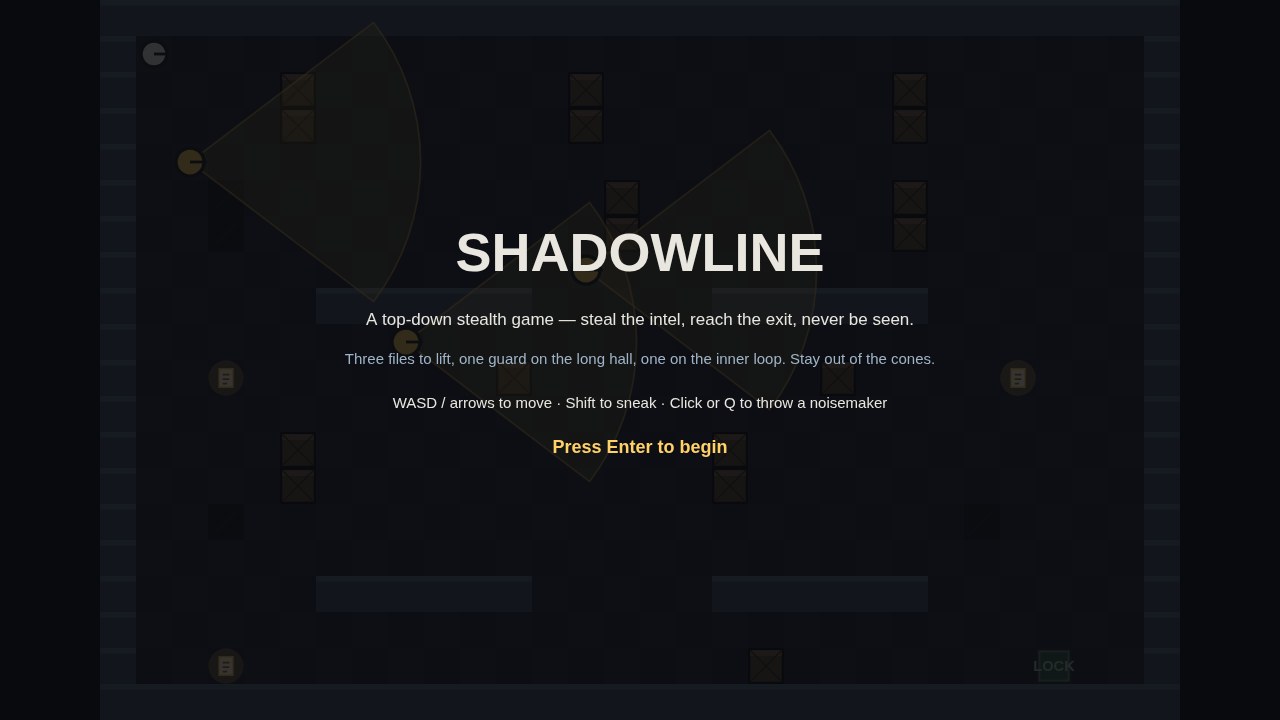 SHADOWLINE
A top-down stealth game — steal the intel, reach the exit, never be seen.
Three files to lift, one guard on the long hall, one on the inner loop. Stay out of the cones.
WASD / arrows to move · Shift to sneak · Click or Q to throw a noisemaker
Press Enter to begin
LOCK